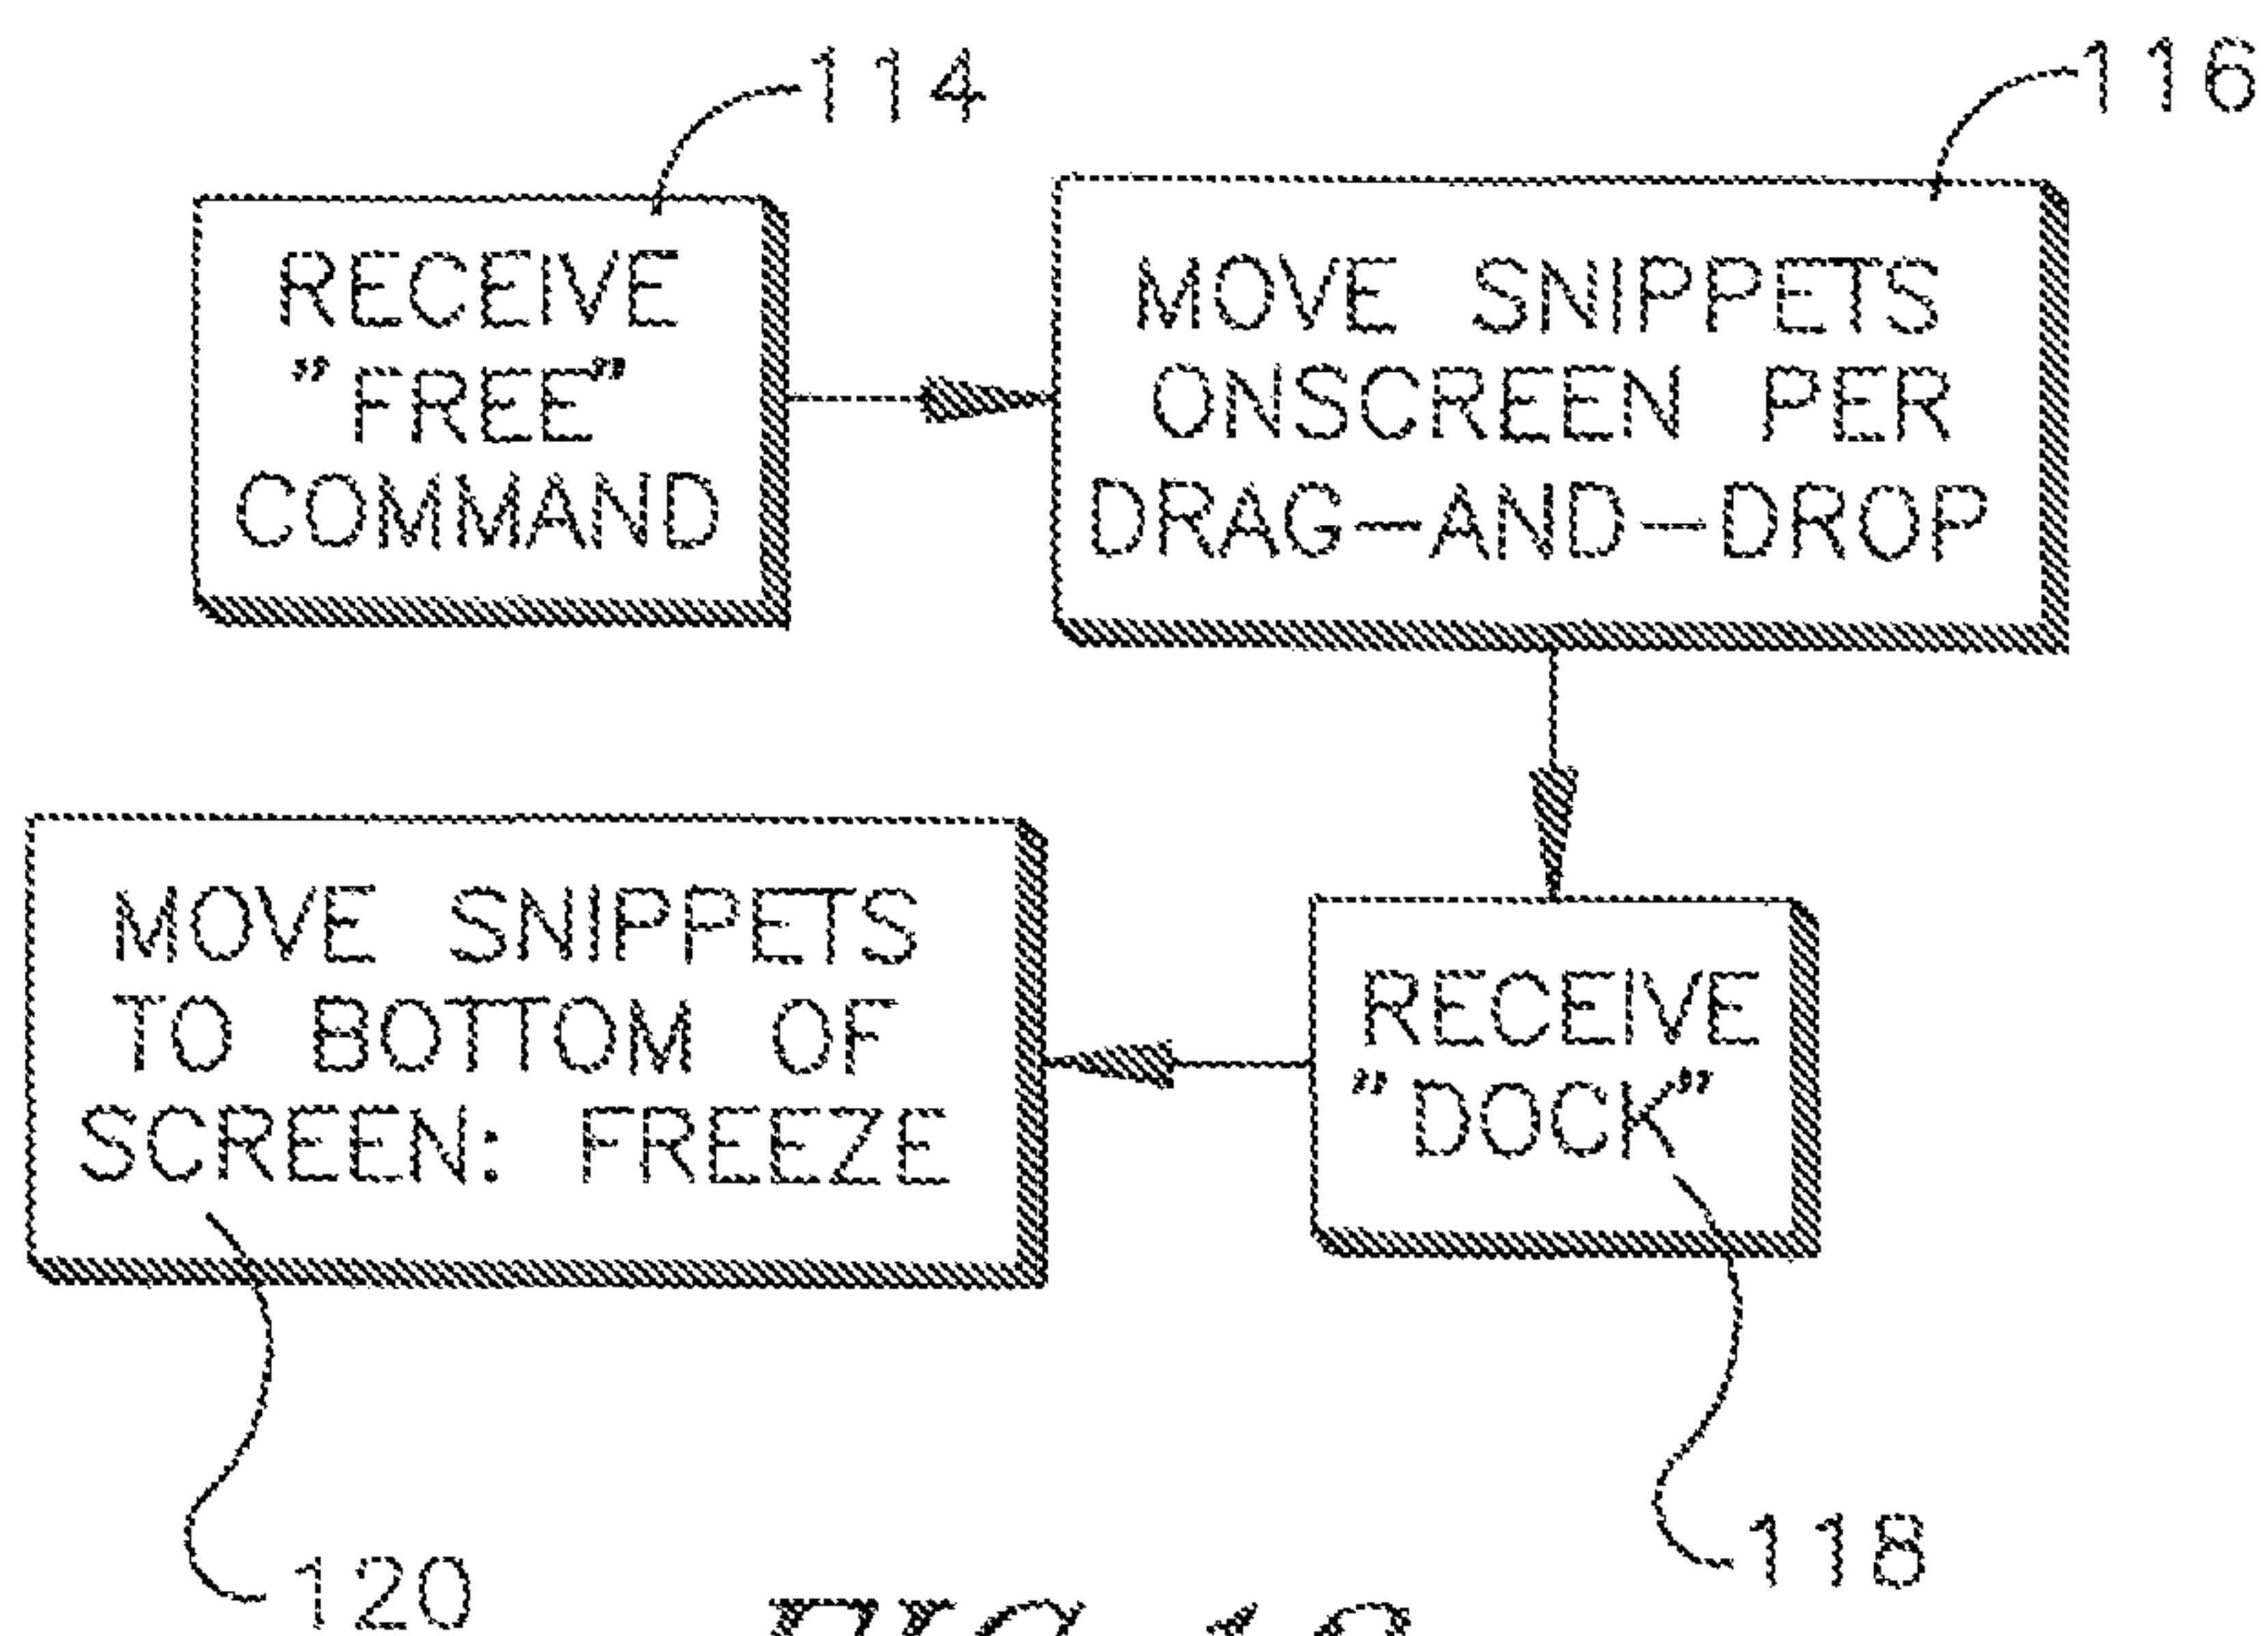 114
116
RECEIVE
"FREE"
COMMAND
MOVE SNIPPETS
ONSCREEN PER
DRAG-AND-DROP
MOVE SNIPPETS
TO BOTTOM OF
SCREEN: FREEZE
RECEIVE
"DOCK"
120
118